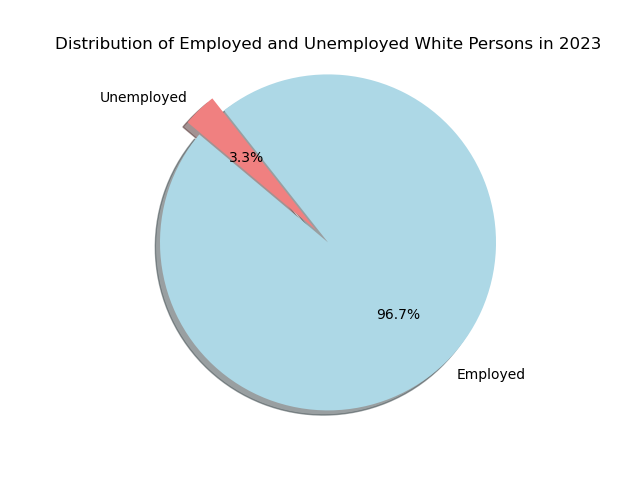 Distribution of Employed and Unemployed White Persons in 2023
Unemployed
3.3%
96.7%
Employed